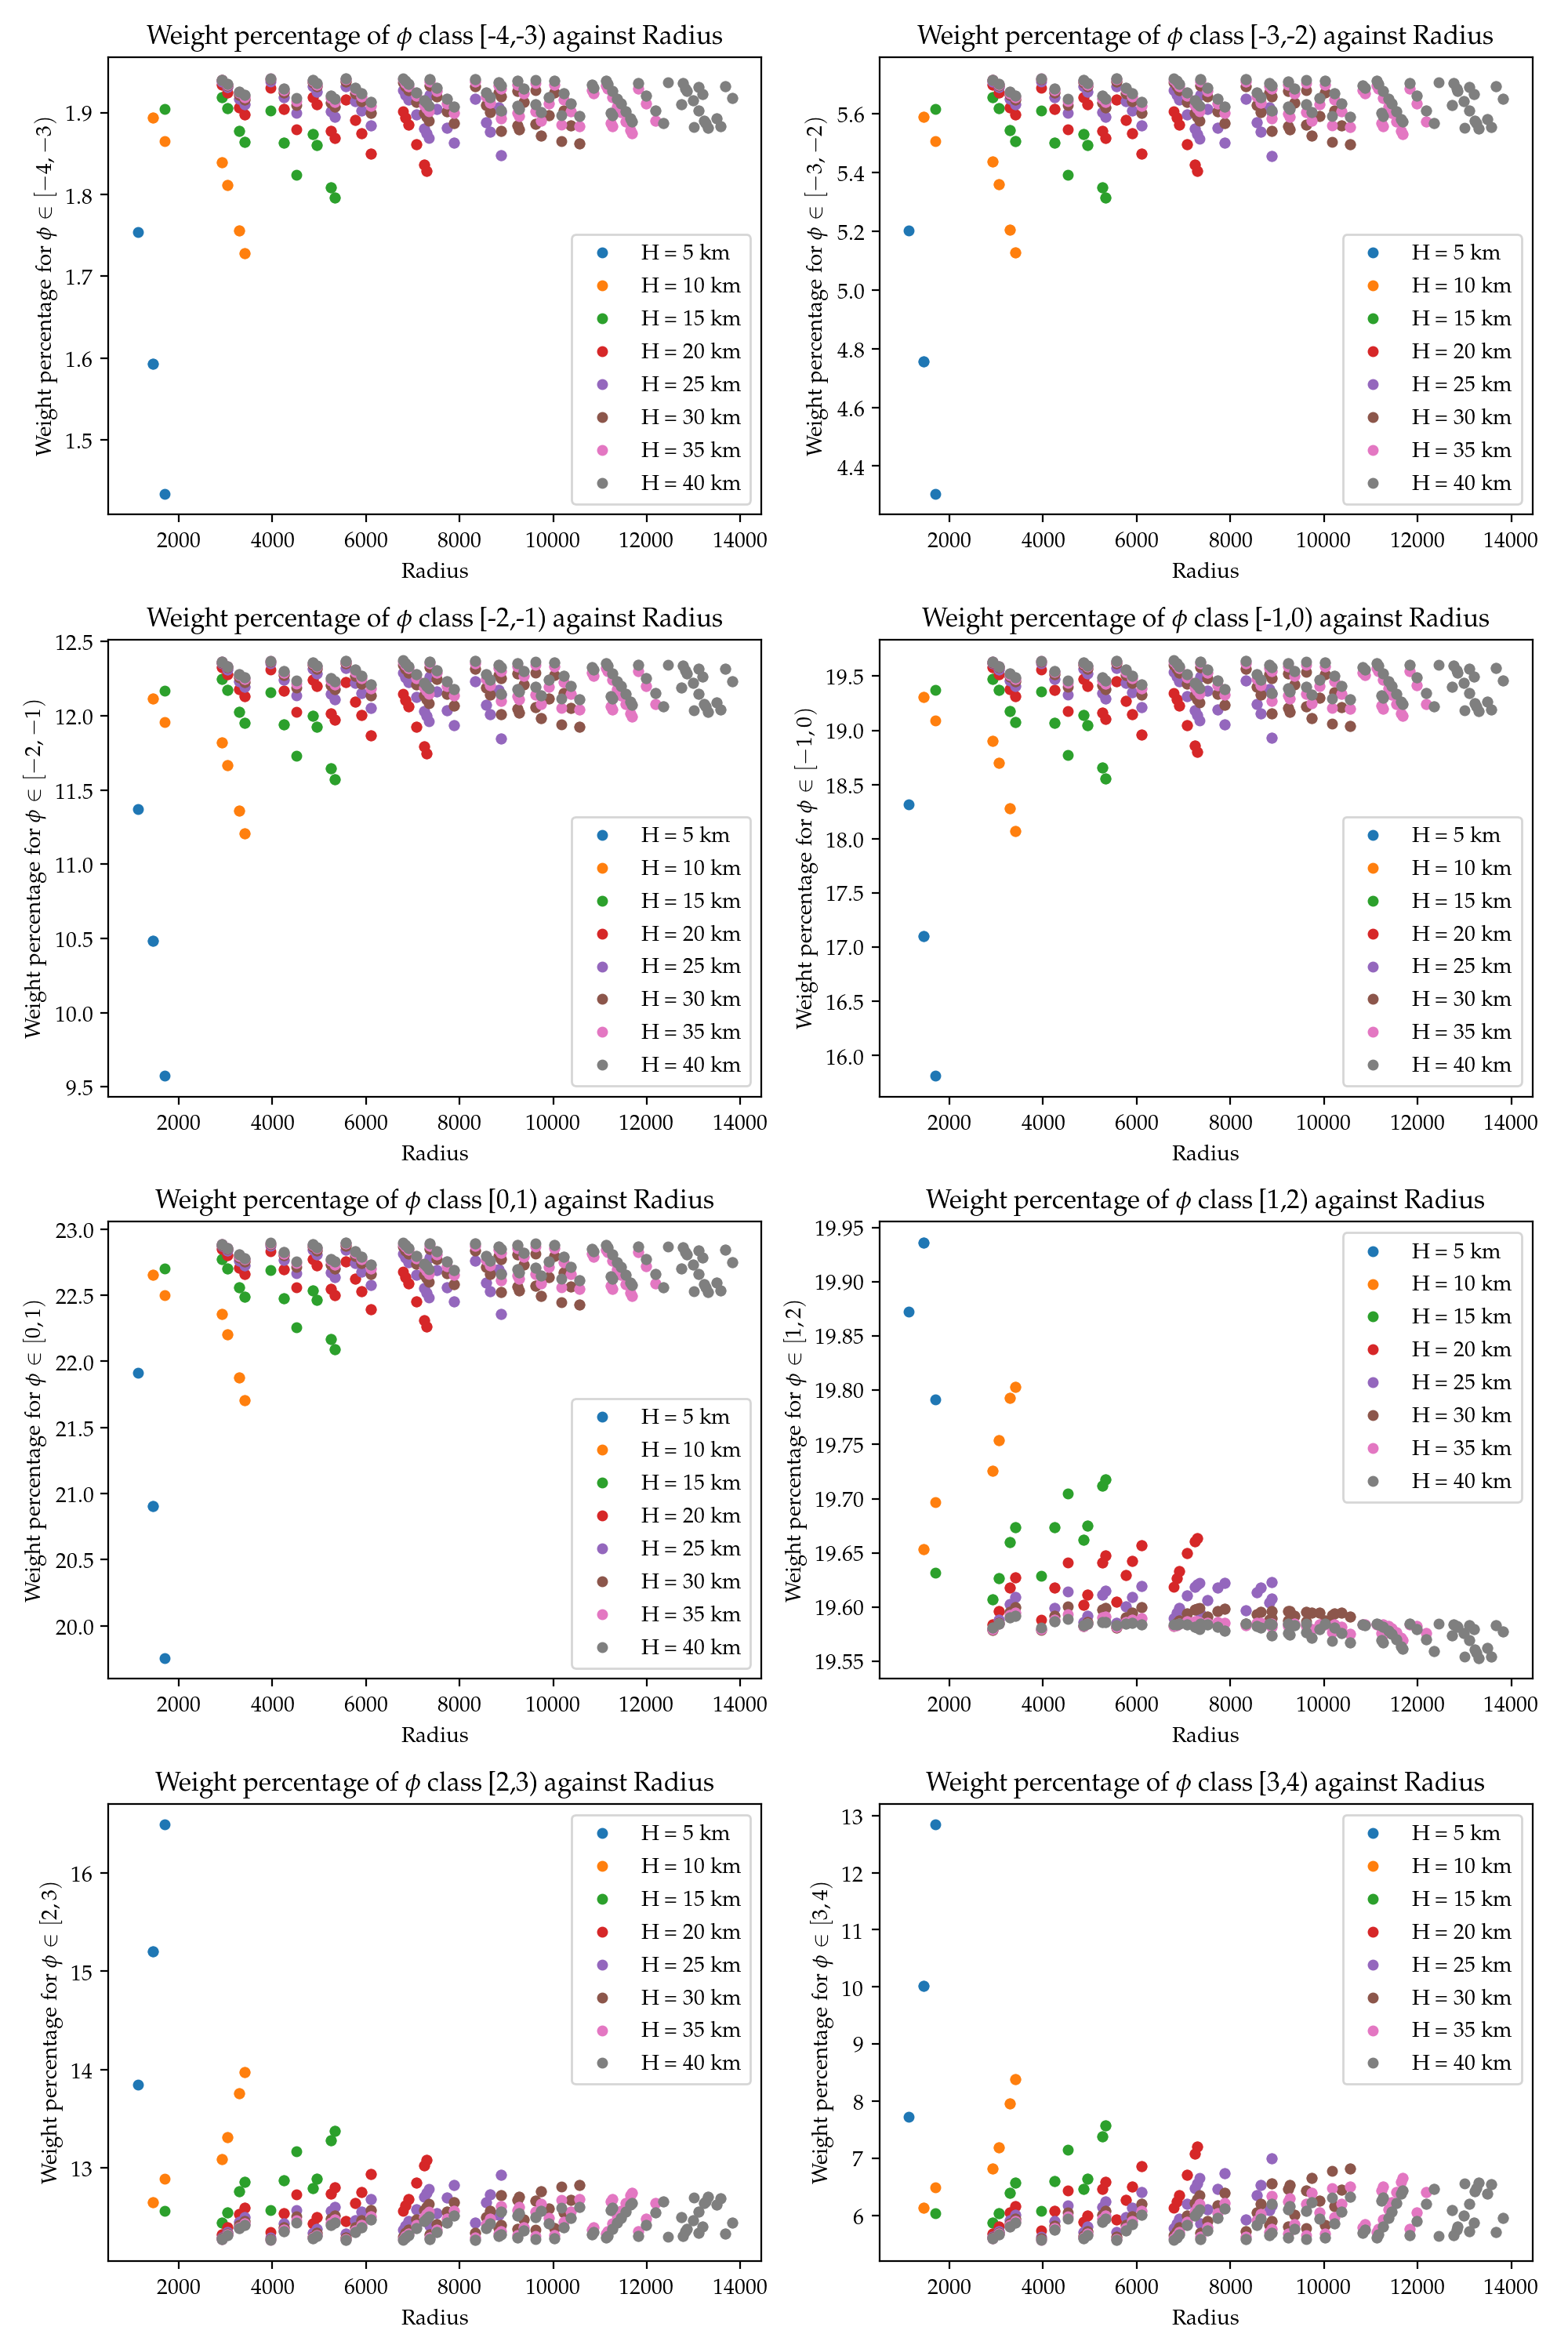 Weight percentage of ϕ class [-4,-3) against Radius
Weight percentage for ϕ ∈ [−4, −3)
1.9
1.8
1.7
1.6
1.5
H = 5 km
H = 10 km
H = 15 km
H = 20 km
H = 25 km
H = 30 km
H = 35 km
H = 40 km
2000 4000 6000 8000 10000 12000 14000
Radius
Weight percentage of ϕ class [-3,-2) against Radius
Weight percentage for ϕ ∈ [−3, −2)
5.6
5.4
5.2
5.0
4.8
4.6
4.4
H = 5 km
H = 10 km
H = 15 km
H = 20 km
H = 25 km
H = 30 km
H = 35 km
H = 40 km
2000 4000 6000 8000 10000 12000 14000
Radius
Weight percentage of ϕ class [-2,-1) against Radius
Weight percentage for ϕ ∈ [−2, −1)
12.5
12.0
11.5
11.0
10.5
10.0
9.5
H = 5 km
H = 10 km
H = 15 km
H = 20 km
H = 25 km
H = 30 km
H = 35 km
H = 40 km
2000 4000 6000 8000 10000 12000 14000
Radius
Weight percentage of ϕ class [-1,0) against Radius
Weight percentage for ϕ ∈ [−1,0)
19.5
19.0
18.5
18.0
17.5
17.0
16.5
16.0
H = 5 km
H = 10 km
H = 15 km
H = 20 km
H = 25 km
H = 30 km
H = 35 km
H = 40 km
2000 4000 6000 8000 10000 12000 14000
Radius
Weight percentage of ϕ class [0,1) against Radius
Weight percentage for ϕ ∈ [0, 1)
23.0
22.5
22.0
21.5
21.0
20.5
20.0
H = 5 km
H = 10 km
H = 15 km
H = 20 km
H = 25 km
H = 30 km
H = 35 km
H = 40 km
2000 4000 6000 8000 10000 12000 14000
Radius
Weight percentage of ϕ class [1,2) against Radius
Weight percentage for ϕ ∈ [1, 2)
19.95
19.90
19.85
19.80
19.75
19.70
19.65
19.60
19.55
H = 5 km
H = 10 km
H = 15 km
H = 20 km
H = 25 km
H = 30 km
H = 35 km
H = 40 km
2000 4000 6000 8000 10000 12000 14000
Radius
Weight percentage of ϕ class [2,3) against Radius
Weight percentage for ϕ ∈ [2, 3)
16
15
14
13
H = 5 km
H = 10 km
H = 15 km
H = 20 km
H = 25 km
H = 30 km
H = 35 km
H = 40 km
2000 4000 6000 8000 10000 12000 14000
Radius
Weight percentage of ϕ class [3,4) against Radius
Weight percentage for ϕ ∈ [3, 4)
13
12
11
10
9
8
7
6
H = 5 km
H = 10 km
H = 15 km
H = 20 km
H = 25 km
H = 30 km
H = 35 km
H = 40 km
2000 4000 6000 8000 10000 12000 14000
Radius